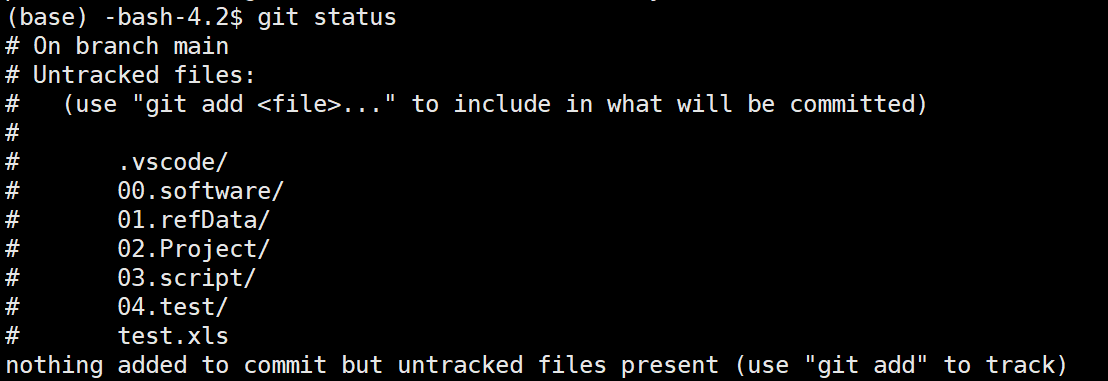 (base) -bash-4.2$ git status
# On branch main
# Untracked files:
#   (use "git add <file>..." to include in what will be committed)
#
#       .vscode/
#       00.software/
#       01.refData/
#       02.Project/
#       03.script/
#       04.test/
#       test.xls
nothing added to commit but untracked files present (use "git add" to track)